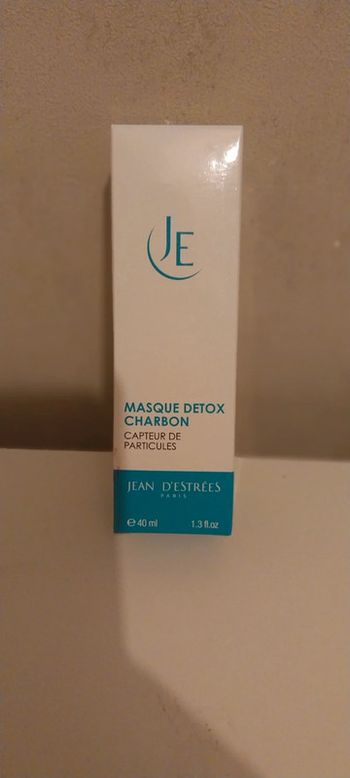 JE
MASQUE DETOX
CHARBON
CAPTEUR DE
PARTICULES
JEAN D'ESTRÉES
PARIS
℮ 40 ml 1.3 fl.oz